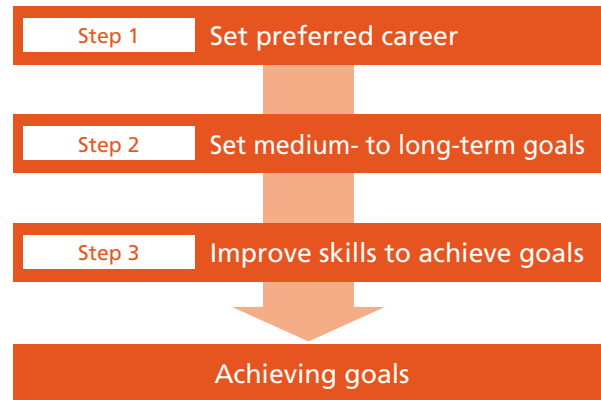 Step 1 Set preferred career
Step 2 Set medium- to long-term goals
Step 3 Improve skills to achieve goals
Achieving goals